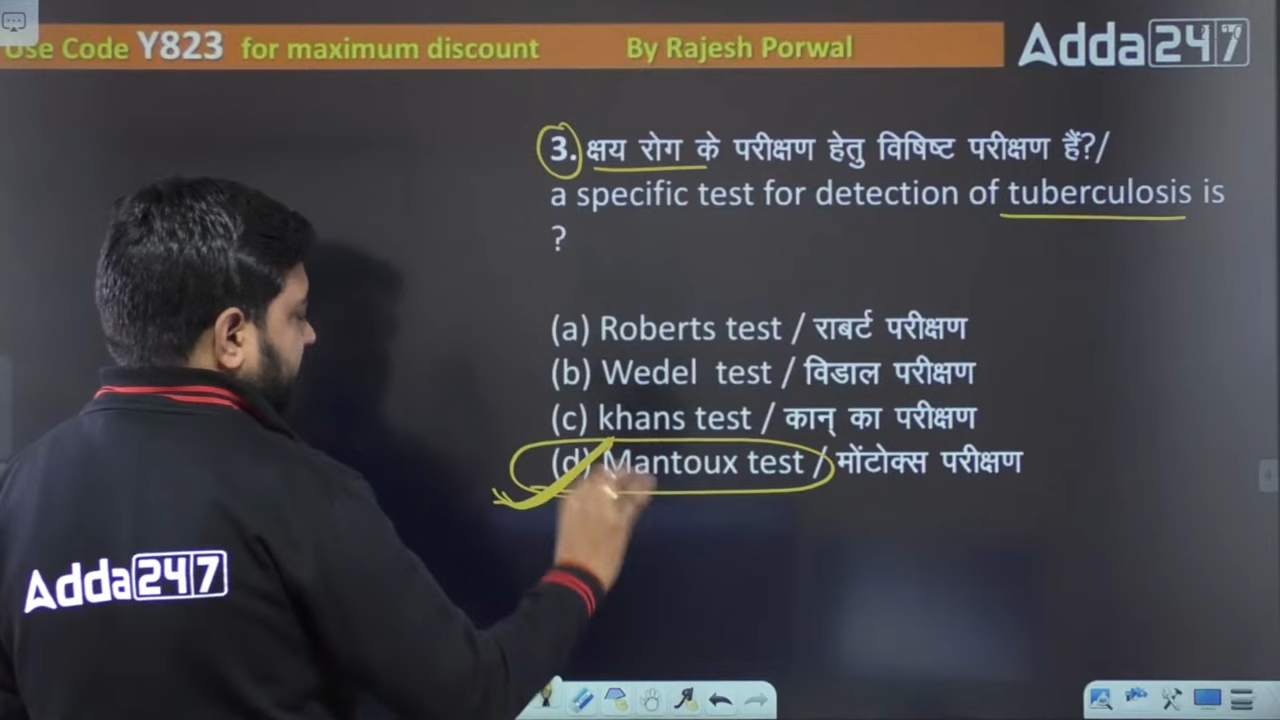 Use Code Y823 for maximum discount
By Rajesh Porwal
Adda247
3. क्षय रोग के परीक्षण हेतु विषिष्ट परीक्षण हैं?/
a specific test for detection of tuberculosis is
?
(a) Roberts test / राबर्ट परीक्षण
(b) Wedel test / विडाल परीक्षण
(c) khans test / कान् का परीक्षण
(d) Mantoux test / मोंटोक्स परीक्षण
Adda247